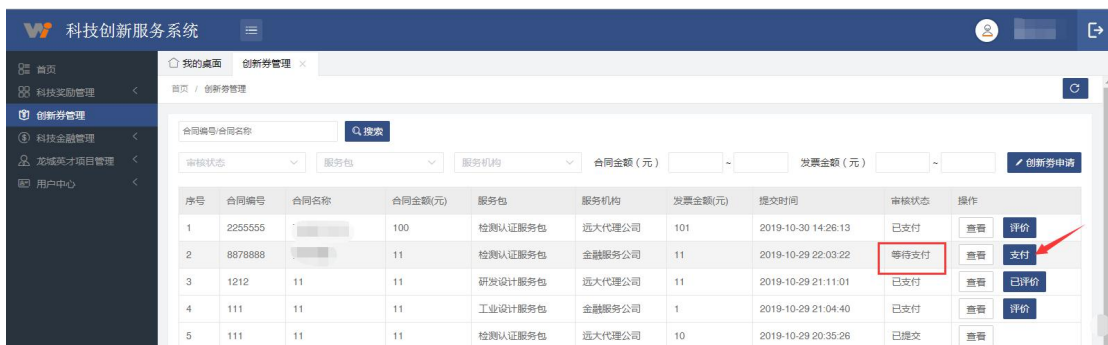 科技创新服务系统
首页
科技奖励管理
创新券管理
科技金融管理
龙城英才项目管理
用户中心
我的桌面 创新券管理 ×
首页 / 创新券管理
合同编号/合同名称 搜索
审核状态 服务包 服务机构 合同金额（元） ~ 发票金额（元） ~ 创新券申请
序号 合同编号 合同名称 合同金额(元) 服务包 服务机构 发票金额(元) 提交时间 审核状态 操作
1 2255555 100 检测认证服务包 远大代理公司 101 2019-10-30 14:26:13 已支付 查看 评价
2 8878888 11 检测认证服务包 金融服务公司 11 2019-10-29 22:03:22 等待支付 查看 支付
3 1212 11 11 研发设计服务包 远大代理公司 11 2019-10-29 21:11:01 已支付 查看 已评价
4 111 11 11 工业设计服务包 金融服务公司 1 2019-10-29 21:04:40 已支付 查看 评价
5 111 11 11 检测认证服务包 远大代理公司 10 2019-10-29 20:35:26 已提交 查看